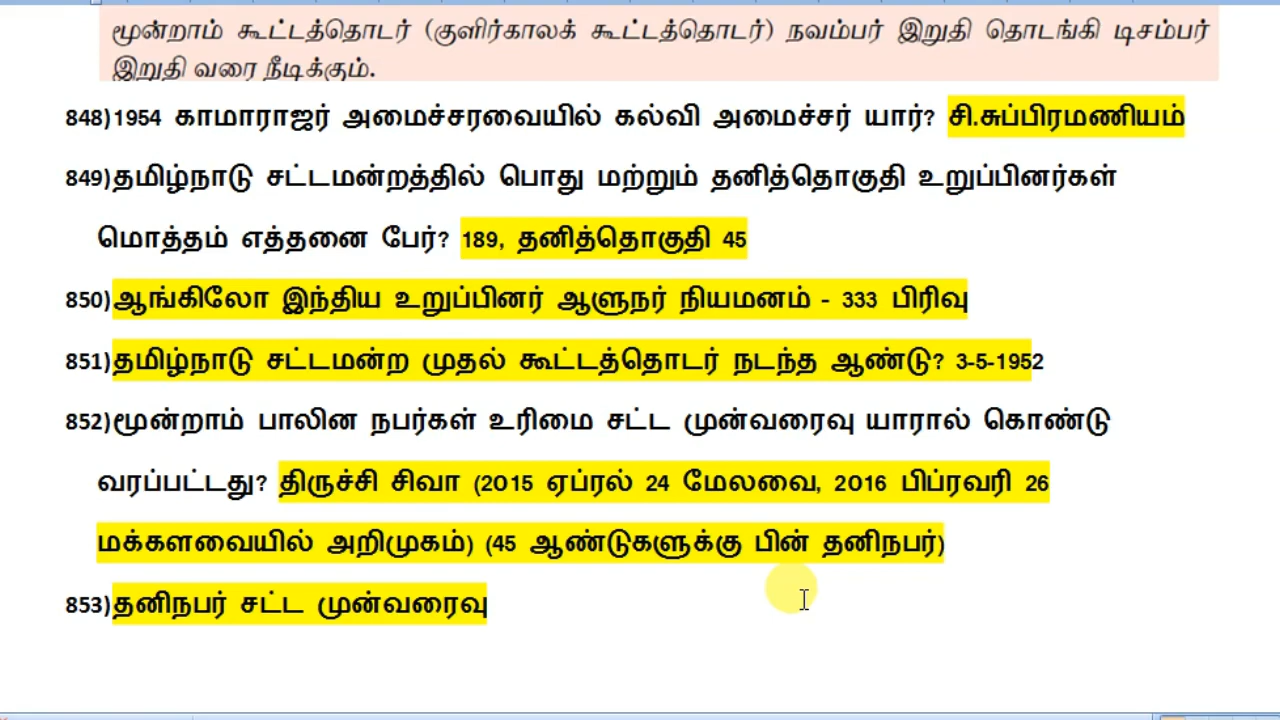 மூன்றாம் கூட்டத்தொடர் (குளிர்காலக் கூட்டத்தொடர்) நவம்பர் இறுதி தொடங்கி டிசம்பர்
இறுதி வரை நீடிக்கும்.
848)1954 காமாராஜர் அமைச்சரவையில் கல்வி அமைச்சர் யார்? சி.சுப்பிரமணியம்
849)தமிழ்நாடு சட்டமன்றத்தில் பொது மற்றும் தனித்தொகுதி உறுப்பினர்கள்
மொத்தம் எத்தனை பேர்? 189, தனித்தொகுதி 45
850)ஆங்கிலோ இந்திய உறுப்பினர் ஆளுநர் நியமனம் - 333 பிரிவு
851)தமிழ்நாடு சட்டமன்ற முதல் கூட்டத்தொடர் நடந்த ஆண்டு? 3-5-1952
852)மூன்றாம் பாலின நபர்கள் உரிமை சட்ட முன்வரைவு யாரால் கொண்டு
வரப்பட்டது? திருச்சி சிவா (2015 ஏப்ரல் 24 மேலவை, 2016 பிப்ரவரி 26
மக்களவையில் அறிமுகம்) (45 ஆண்டுகளுக்கு பின் தனிநபர்)
853)தனிநபர் சட்ட முன்வரைவு